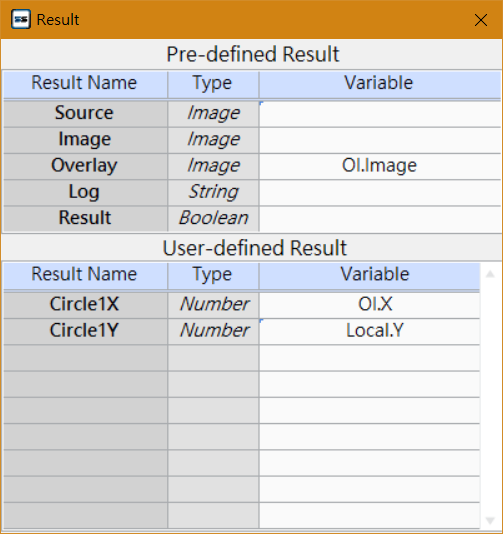 Result
Pre-defined Result
Result Name Type Variable
Source Image
Image Image
Overlay Image OI.Image
Log String
Result Boolean
User-defined Result
Result Name Type Variable
Circle1X Number OI.X
Circle1Y Number Local.Y